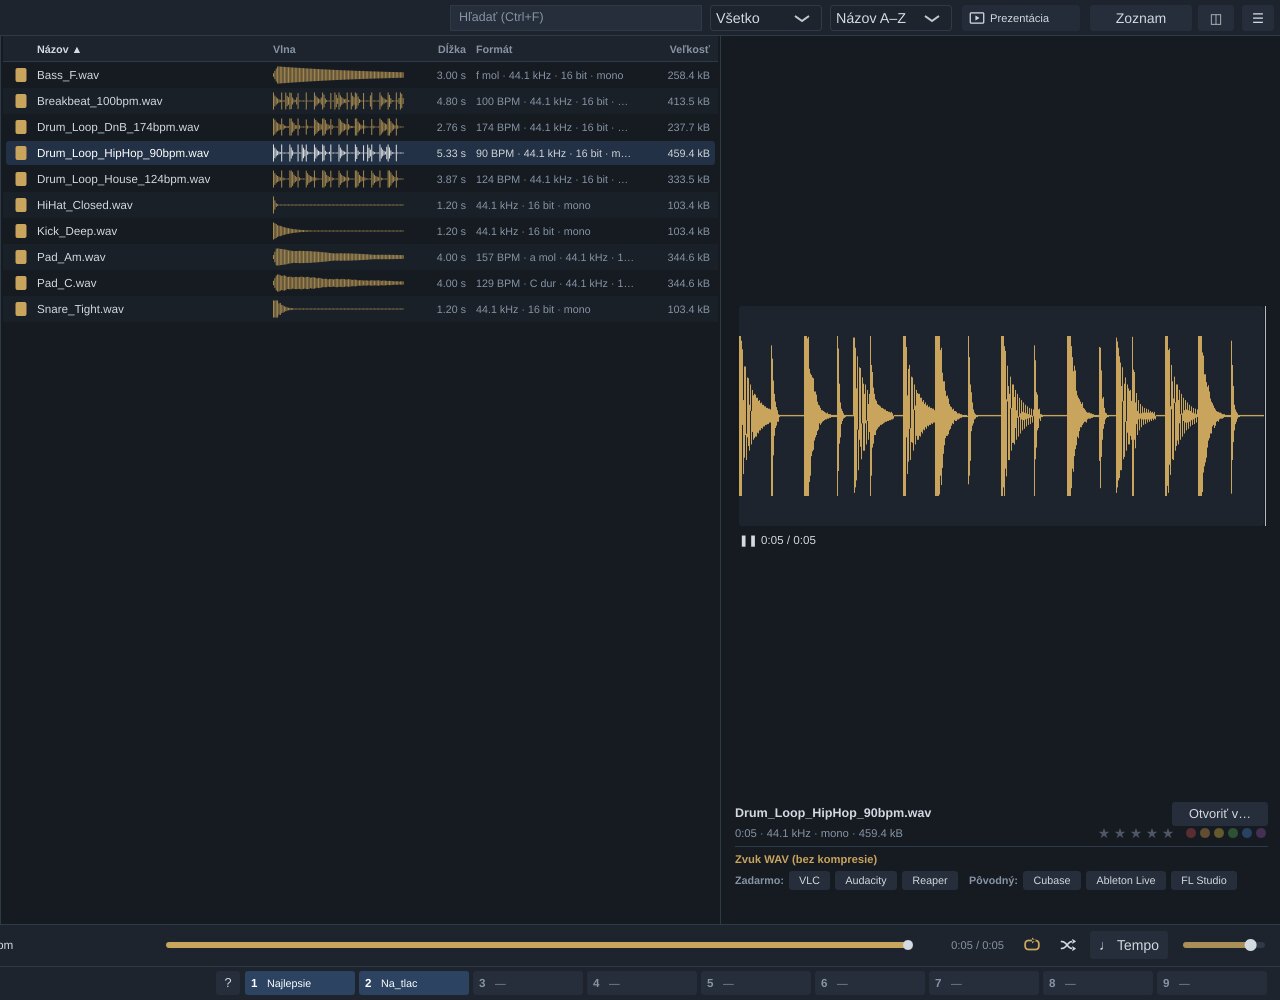 Hľadať (Ctrl+F) Všetko Názov A–Z Prezentácia Zoznam
Názov ▲ Vlna Dĺžka Formát Veľkosť
Bass_F.wav 3.00 s f mol · 44.1 kHz · 16 bit · mono 258.4 kB
Breakbeat_100bpm.wav 4.80 s 100 BPM · 44.1 kHz · 16 bit · … 413.5 kB
Drum_Loop_DnB_174bpm.wav 2.76 s 174 BPM · 44.1 kHz · 16 bit · … 237.7 kB
Drum_Loop_HipHop_90bpm.wav 5.33 s 90 BPM · 44.1 kHz · 16 bit · m… 459.4 kB
Drum_Loop_House_124bpm.wav 3.87 s 124 BPM · 44.1 kHz · 16 bit · … 333.5 kB
HiHat_Closed.wav 1.20 s 44.1 kHz · 16 bit · mono 103.4 kB
Kick_Deep.wav 1.20 s 44.1 kHz · 16 bit · mono 103.4 kB
Pad_Am.wav 4.00 s 157 BPM · a mol · 44.1 kHz · 1… 344.6 kB
Pad_C.wav 4.00 s 129 BPM · C dur · 44.1 kHz · 1… 344.6 kB
Snare_Tight.wav 1.20 s 44.1 kHz · 16 bit · mono 103.4 kB
0:05 / 0:05
Drum_Loop_HipHop_90bpm.wav Otvoriť v…
0:05 · 44.1 kHz · mono · 459.4 kB ★ ★ ★ ★ ★
Zvuk WAV (bez kompresie)
Zadarmo: VLC Audacity Reaper Pôvodný: Cubase Ableton Live FL Studio
0:05 / 0:05 ♩ Tempo
? 1 Najlepsie 2 Na_tlac 3 — 4 — 5 — 6 — 7 — 8 — 9 —